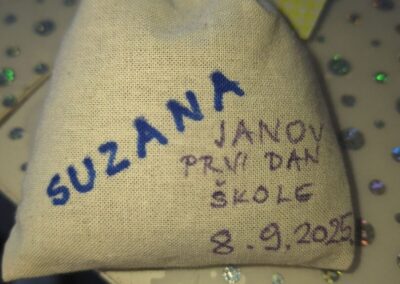 SUZANA
JANOV
PRVI DAN
ŠKOLE
8.9.2025.